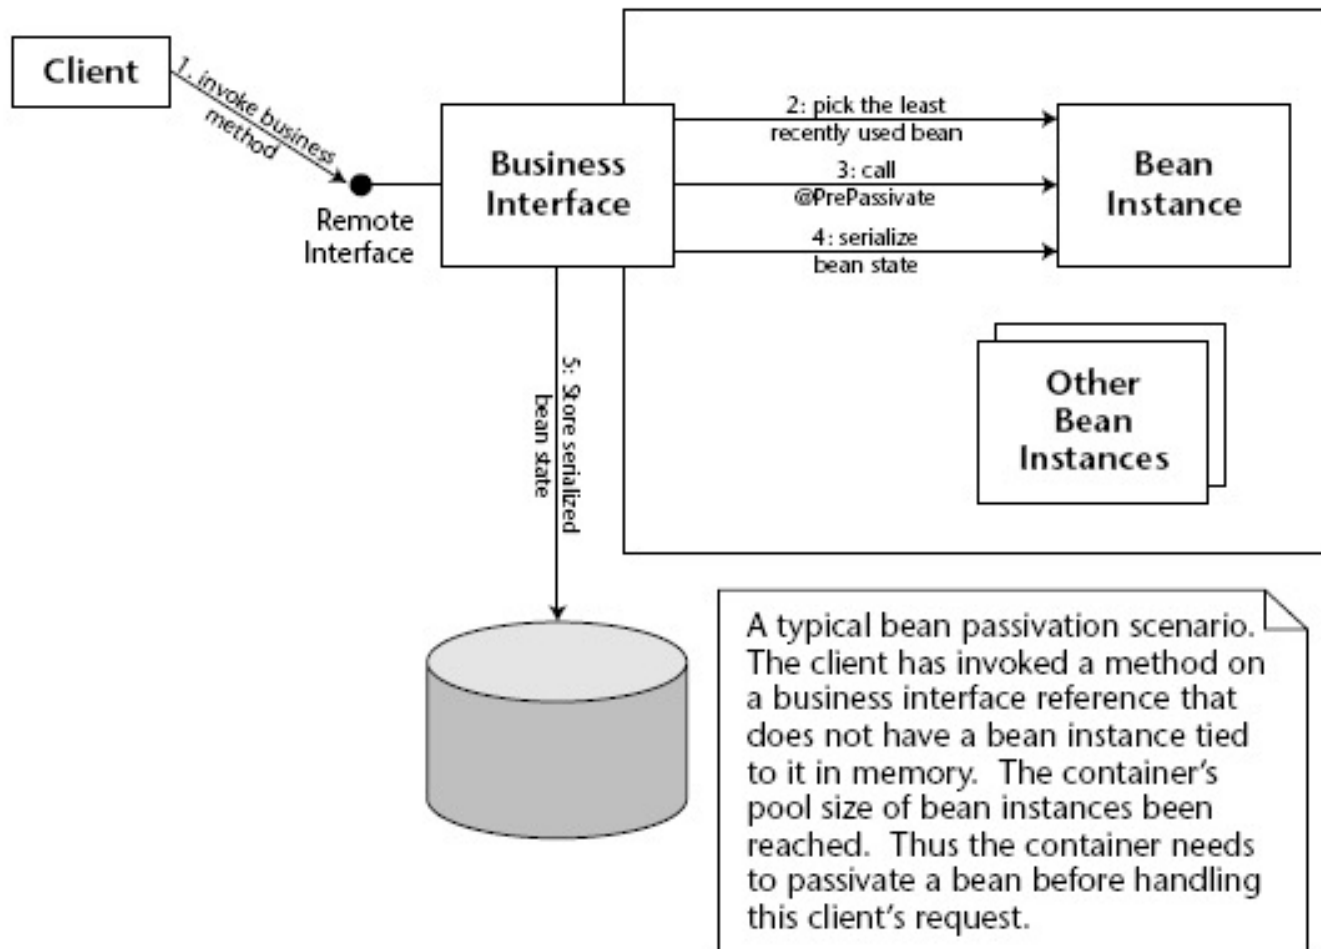 Client
1. invoke business
method
Remote
Interface
Business
Interface
2: pick the least
recently used bean
3: call
@PrePassivate
4: serialize
bean state
Bean
Instance
Other
Bean
Instances
5: Store serialized
bean state
A typical bean passivation scenario.
The client has invoked a method on
a business interface reference that
does not have a bean instance tied
to it in memory.  The container's
pool size of bean instances been
reached.  Thus the container needs
to passivate a bean before handling
this client's request.